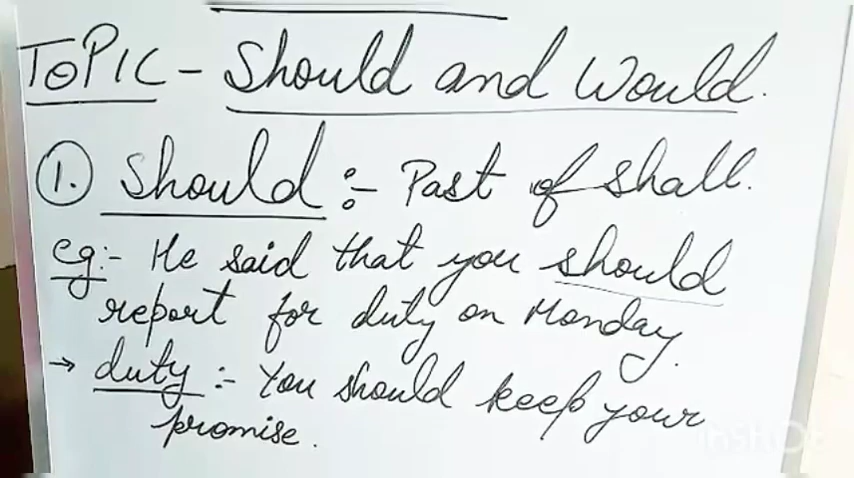 TOPIC - Should and Would.
1. Should :- Past of shall.
eg:- He said that you should
report for duty on Monday.
→ duty :- You should keep your
promise.